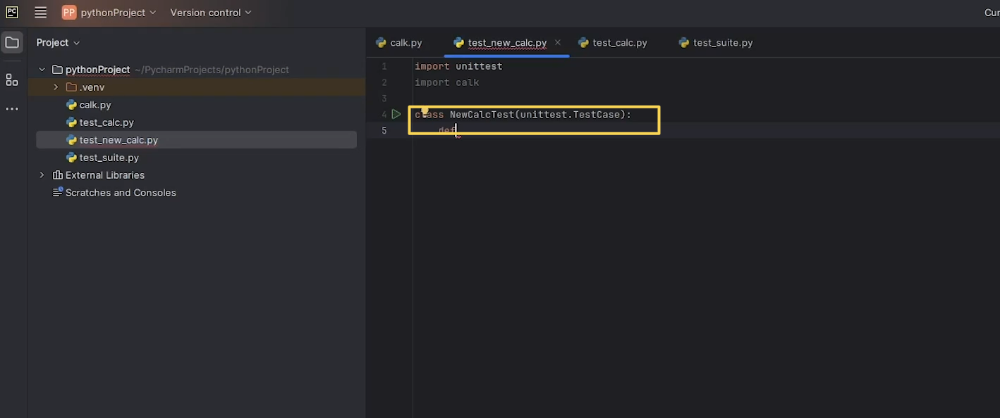 PC
PP pythonProject Version control Cur
Project
calk.py test_new_calc.py test_calc.py test_suite.py
pythonProject ~/PycharmProjects/pythonProject
.venv
calk.py
test_calc.py
test_new_calc.py
test_suite.py
External Libraries
Scratches and Consoles
1 import unittest
2 import calk
3
4 class NewCalcTest(unittest.TestCase):
5 def